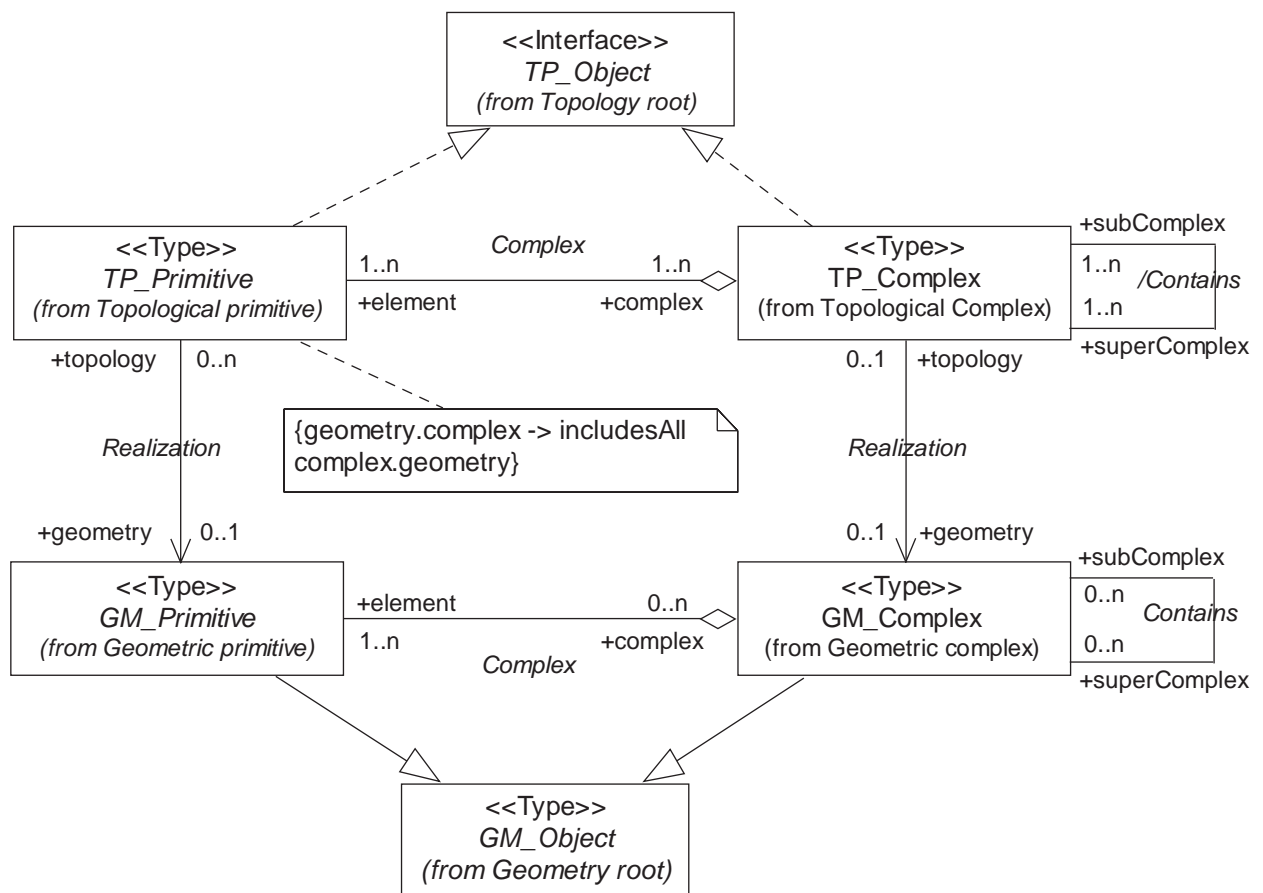 <<Interface>>
TP_Object
(from Topology root)
<<Type>>
TP_Primitive
(from Topological primitive)
Complex
1..n
1..n
+element
+complex
<<Type>>
TP_Complex
(from Topological Complex)
+subComplex
1..n
/Contains
1..n
+superComplex
+topology
0..n
0..1
+topology
{geometry.complex -> includesAll
complex.geometry}
Realization
Realization
+geometry
0..1
0..1
+geometry
<<Type>>
GM_Primitive
(from Geometric primitive)
+element
0..n
1..n
+complex
Complex
<<Type>>
GM_Complex
(from Geometric complex)
+subComplex
0..n
Contains
0..n
+superComplex
<<Type>>
GM_Object
(from Geometry root)